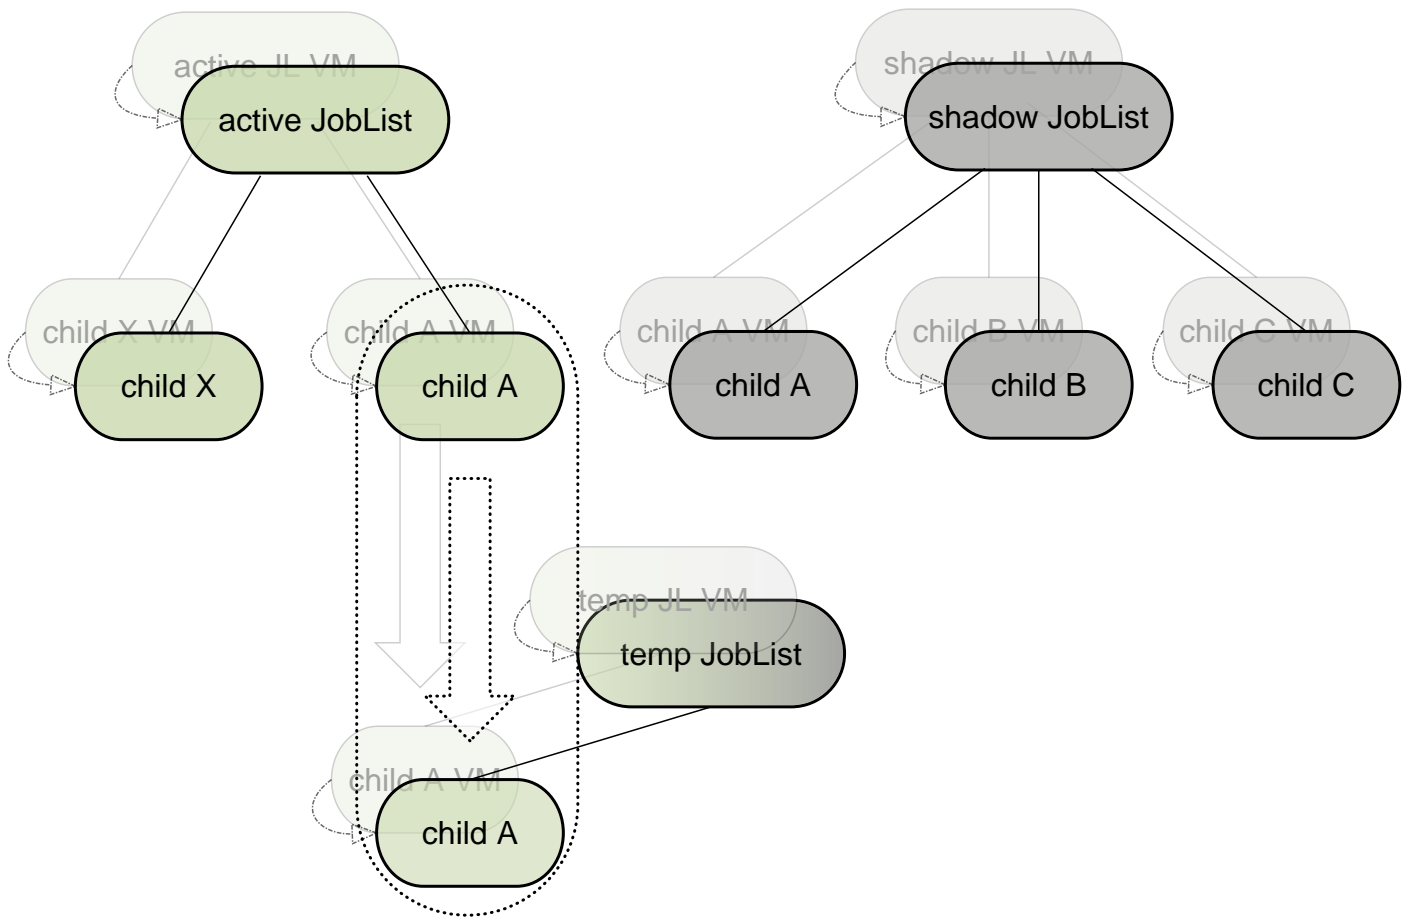 active JL VM
shadow JL VM
active JobList
shadow JobList
child X VM
child A VM
child A VM
child B VM
child C VM
child X
child A
child A
child B
child C
temp JL VM
temp JobList
child A VM
child A